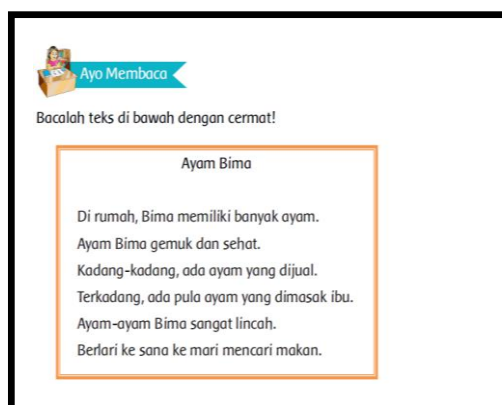 Ayo Membaca
Bacalah teks di bawah dengan cermat!
Ayam Bima
Di rumah, Bima memiliki banyak ayam.
Ayam Bima gemuk dan sehat.
Kadang-kadang, ada ayam yang dijual.
Terkadang, ada pula ayam yang dimasak ibu.
Ayam-ayam Bima sangat lincah.
Berlari ke sana ke mari mencari makan.